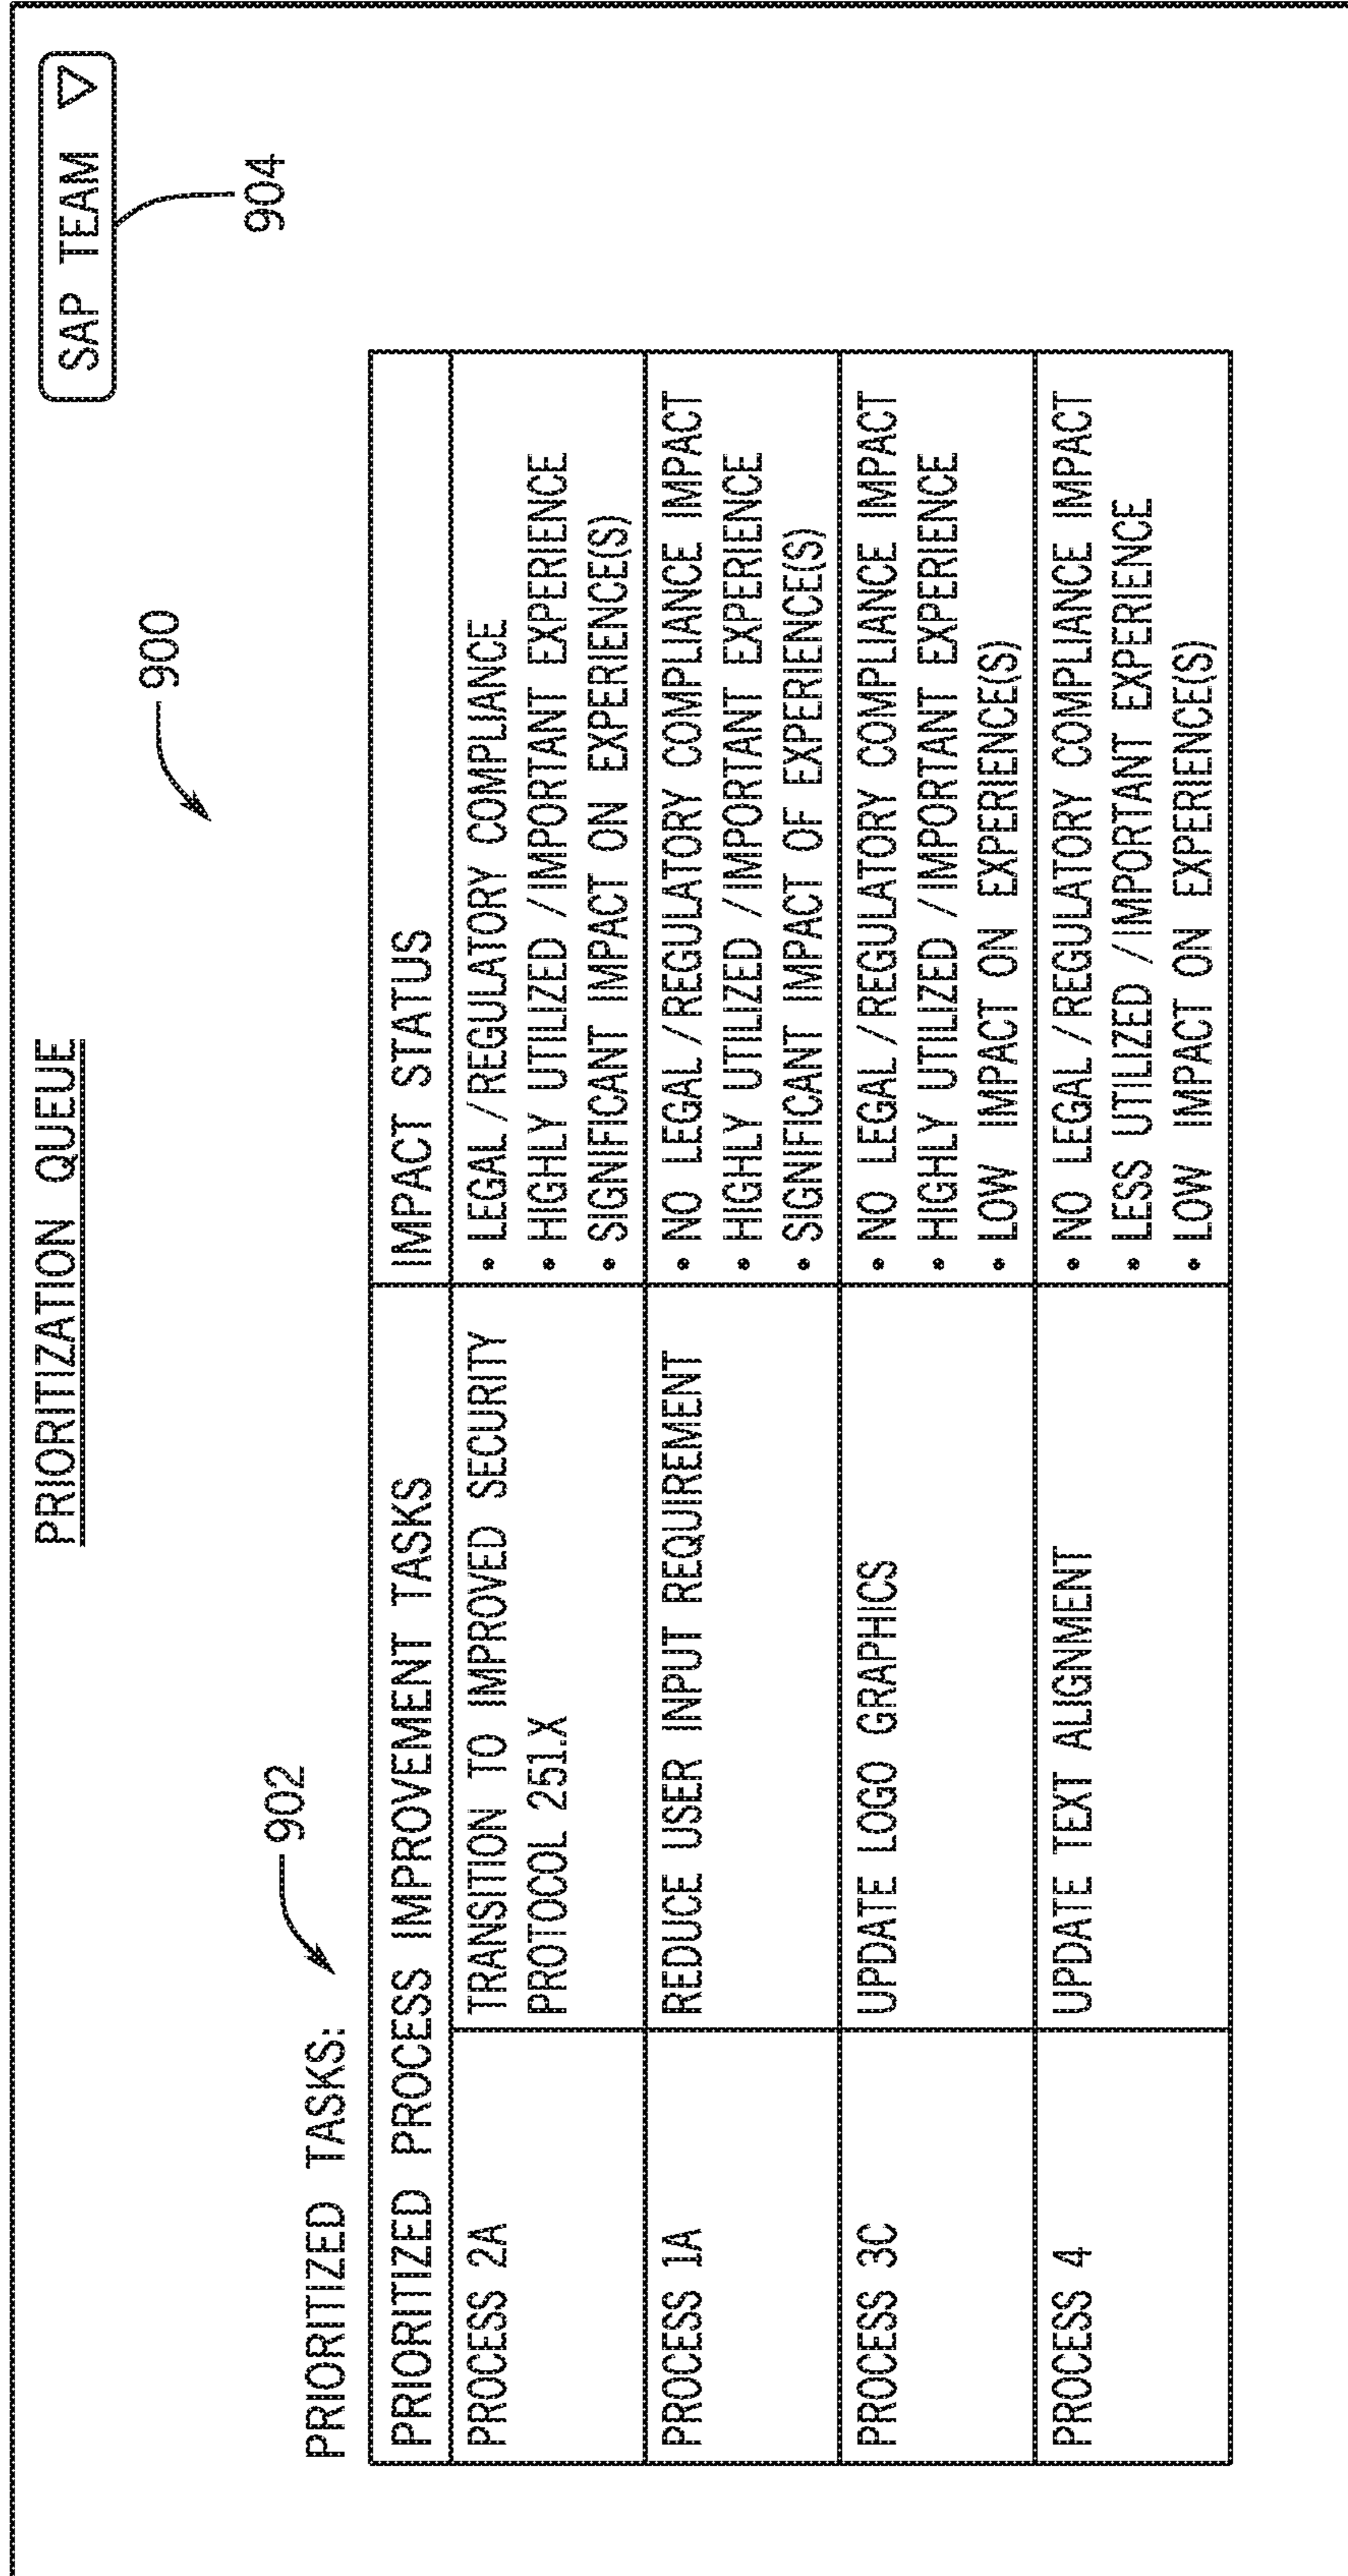 PRIORITIZATION QUEUE
SAP TEAM
900
904
902
PRIORITIZED TASKS:
PRIORITIZED PROCESS IMPROVEMENT TASKS
IMPACT STATUS
PROCESS 2A
TRANSITION TO IMPROVED SECURITY
PROTOCOL 251.X
• LEGAL/REGULATORY COMPLIANCE
• HIGHLY UTILIZED/IMPORTANT EXPERIENCE
• SIGNIFICANT IMPACT ON EXPERIENCE(S)
PROCESS 1A
REDUCE USER INPUT REQUIREMENT
• NO LEGAL/REGULATORY COMPLIANCE IMPACT
• HIGHLY UTILIZED/IMPORTANT EXPERIENCE
• SIGNIFICANT IMPACT OF EXPERIENCE(S)
PROCESS 3C
UPDATE LOGO GRAPHICS
• NO LEGAL/REGULATORY COMPLIANCE IMPACT
• HIGHLY UTILIZED/IMPORTANT EXPERIENCE
• LOW IMPACT ON EXPERIENCE(S)
PROCESS 4
UPDATE TEXT ALIGNMENT
• NO LEGAL/REGULATORY COMPLIANCE IMPACT
• LESS UTILIZED/IMPORTANT EXPERIENCE
• LOW IMPACT ON EXPERIENCE(S)